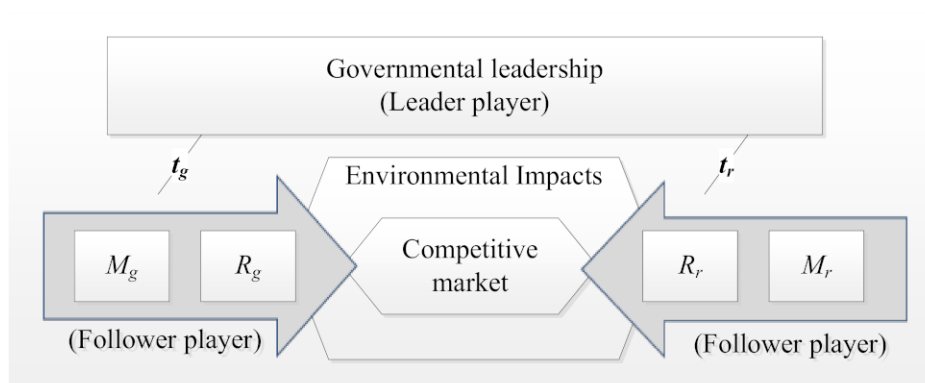 Governmental leadership
(Leader player)
t_g
t_r
Environmental Impacts
Competitive
market
M_g
R_g
R_r
M_r
(Follower player)
(Follower player)